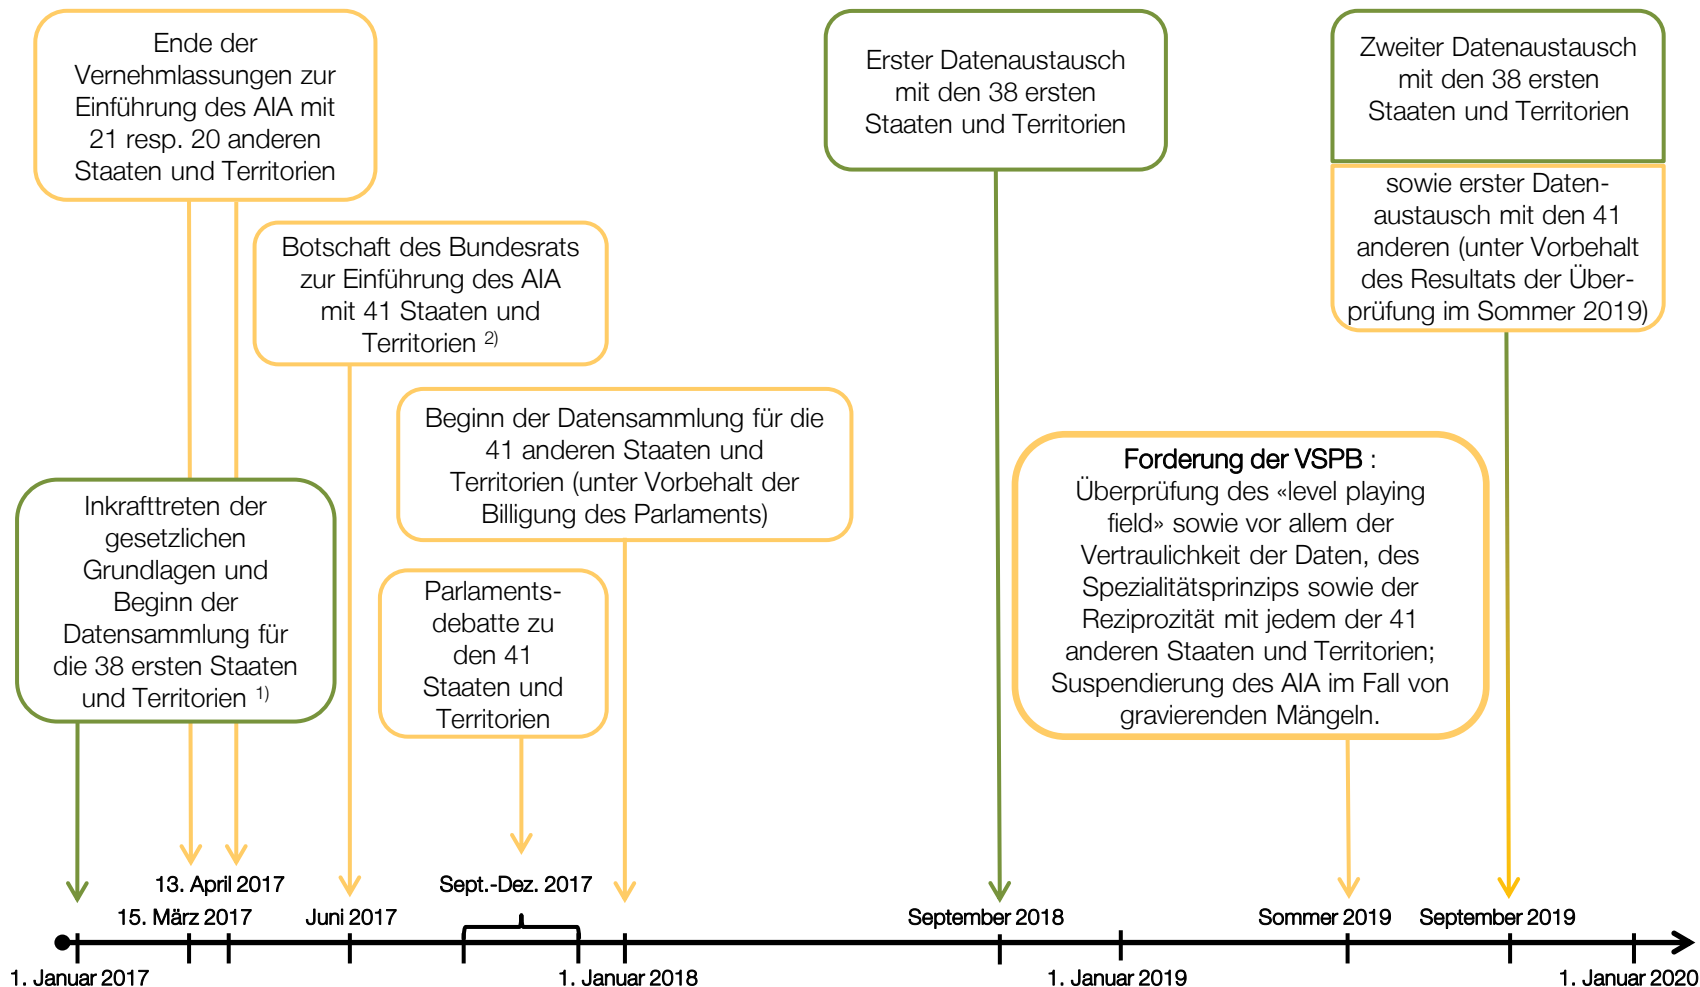 Ende der
Vernehmlassungen zur
Einführung des AIA mit
21 resp. 20 anderen
Staaten und Territorien
Botschaft des Bundesrats
zur Einführung des AIA
mit 41 Staaten und
Territorien 2)
Beginn der Datensammlung für die
41 anderen Staaten und
Territorien (unter Vorbehalt der
Billigung des Parlaments)
Inkrafttreten der
gesetzlichen
Grundlagen und
Beginn der
Datensammlung für
die 38 ersten Staaten
und Territorien 1)
Parlaments-
debatte zu
den 41
Staaten und
Territorien
Erster Datenaustausch
mit den 38 ersten
Staaten und Territorien
Zweiter Datenaustausch
mit den 38 ersten
Staaten und Territorien
sowie erster Daten-
austausch mit den 41
anderen (unter Vorbehalt
des Resultats der Über-
prüfung im Sommer 2019)
Forderung der VSPB :
Überprüfung des «level playing
field» sowie vor allem der
Vertraulichkeit der Daten, des
Spezialitätsprinzips sowie der
Reziprozität mit jedem der 41
anderen Staaten und Territorien;
Suspendierung des AIA im Fall von
gravierenden Mängeln.
13. April 2017
Sept.-Dez. 2017
15. März 2017
Juni 2017
September 2018
Sommer 2019
September 2019
1. Januar 2017
1. Januar 2018
1. Januar 2019
1. Januar 2020